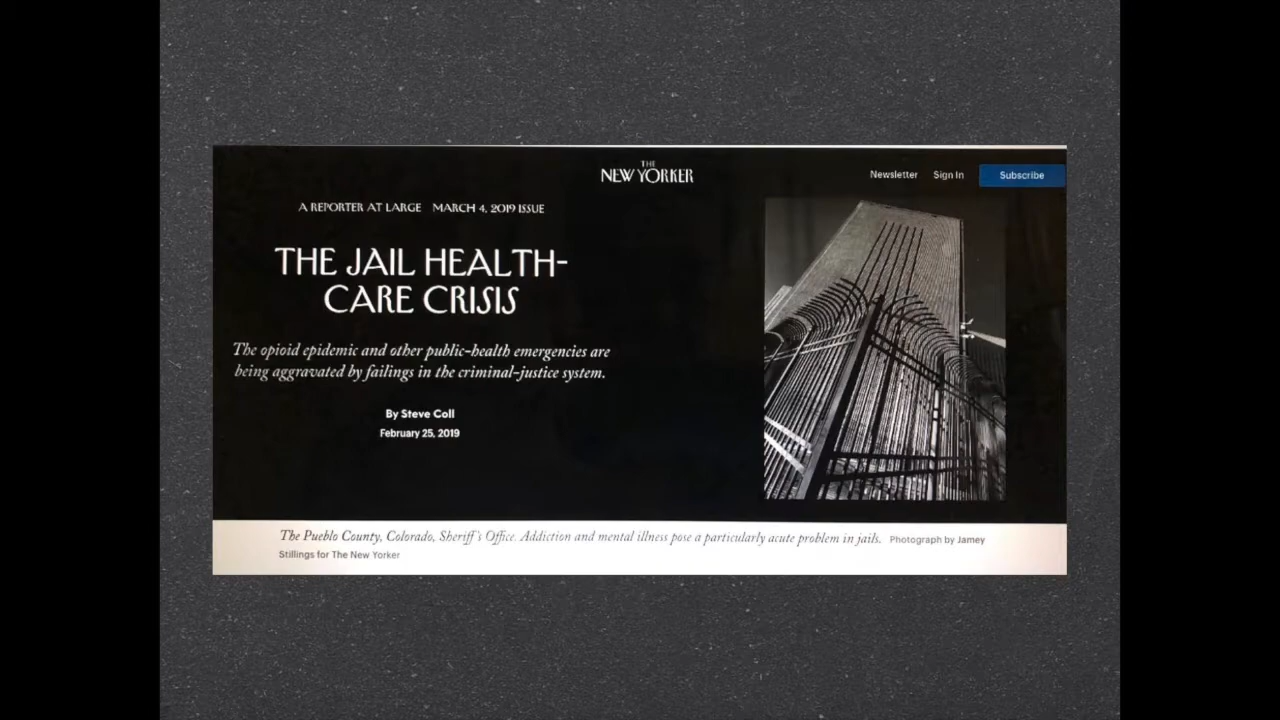 THE
NEW YORKER
Newsletter Sign In Subscribe
A REPORTER AT LARGE MARCH 4, 2019 ISSUE
THE JAIL HEALTH-
CARE CRISIS
The opioid epidemic and other public-health emergencies are
being aggravated by failings in the criminal-justice system.
By Steve Coll
February 25, 2019
The Pueblo County, Colorado, Sheriff's Office. Addiction and mental illness pose a particularly acute problem in jails. Photograph by Jamey
Stillings for The New Yorker